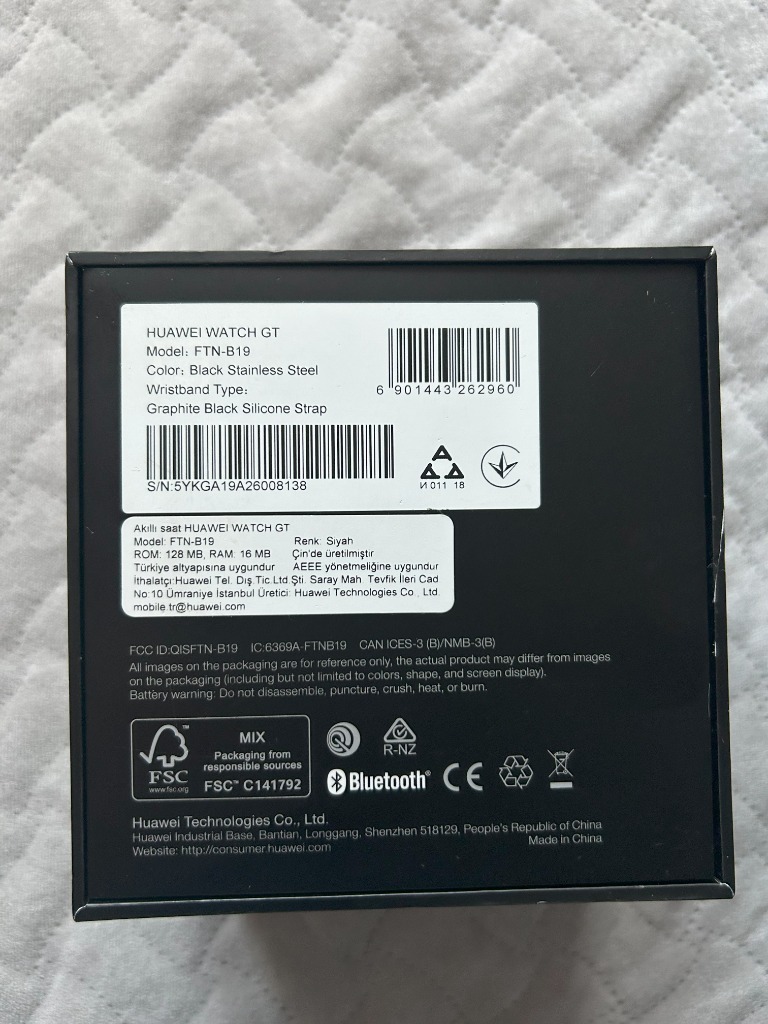 HUAWEI WATCH GT
Model: FTN-B19
Color: Black Stainless Steel
Wristband Type:
Graphite Black Silicone Strap
6 901443 262960
S/N:5YKGA19A26008138
И 011 18
Akıllı saat HUAWEI WATCH GT
Model: FTN-B19 Renk: Siyah
ROM: 128 MB, RAM: 16 MB Çin'de üretilmiştir
Türkiye altyapısına uygundur AEEE yönetmeliğine uygundur
İthalatçı:Huawei Tel. Dış.Tic.Ltd.Şti. Saray Mah Tevfik İleri Cad
No:10 Ümraniye İstanbul Üretici: Huawei Technologies Co., Ltd.
mobile.tr@huawei.com
FCC ID:QISFTN-B19 IC:6369A-FTNB19 CAN ICES-3 (B)/NMB-3(B)
All images on the packaging are for reference only, the actual product may differ from images
on the packaging (including but not limited to colors, shape, and screen display).
Battery warning: Do not disassemble, puncture, crush, heat, or burn.
FSC
www.fsc.org
MIX
Packaging from
responsible sources
FSC™ C141792
R-NZ
Bluetooth®
CE
Huawei Technologies Co., Ltd.
Huawei Industrial Base, Bantian, Longgang, Shenzhen 518129, People's Republic of China
Website: http://consumer.huawei.com
Made in China